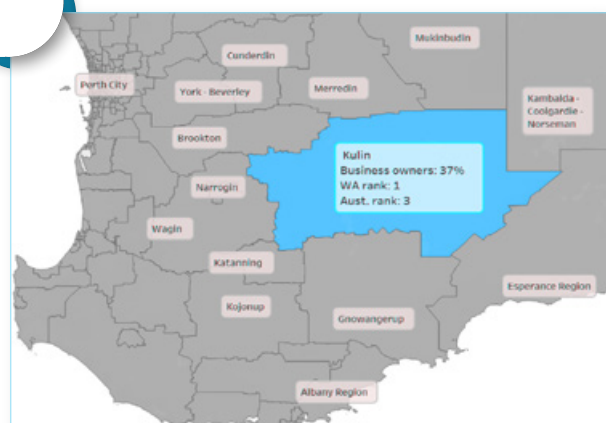 Mukinbudin
Cunderdin
Perth City
York - Beverley
Merredin
Kambalda -
Coolgardie -
Norseman
Brookton
Kulin
Business owners: 37%
WA rank: 1
Aust. rank: 3
Narrogin
Wagin
Katanning
Esperance Region
Kojonup
Gnowangerup
Albany Region